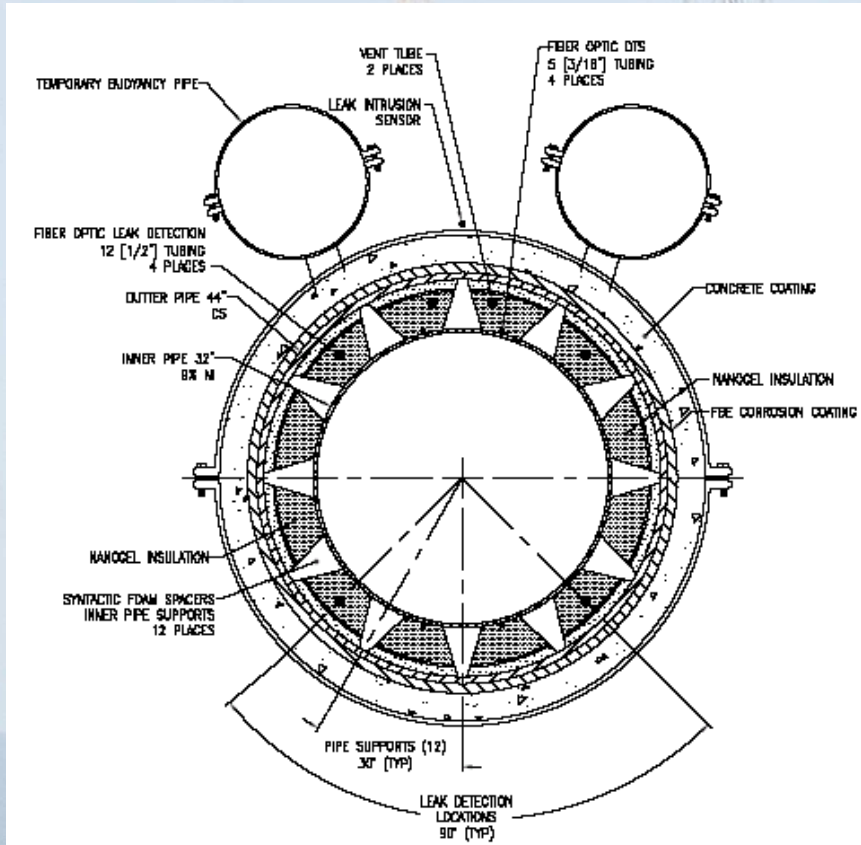 VENT TUBE
2 PLACES
FIBER OPTIC DTS
5 [3/16"] TUBING
4 PLACES
TEMPORARY BUOYANCY PIPE
LEAK INTRUSION
SENSOR
FIBER OPTIC LEAK DETECTION
12 [1/2"] TUBING
4 PLACES
OUTTER PIPE 44"
CS
CONCRETE COATING
INNER PIPE 32"
9% NI
NANOGEL INSULATION
FBE CORROSION COATING
NANOGEL INSULATION
SYNTACTIC FOAM SPACERS
INNER PIPE SUPPORTS
12 PLACES
PIPE SUPPORTS (12)
30° (TYP)
LEAK DETECTION
LOCATIONS
90° (TYP)